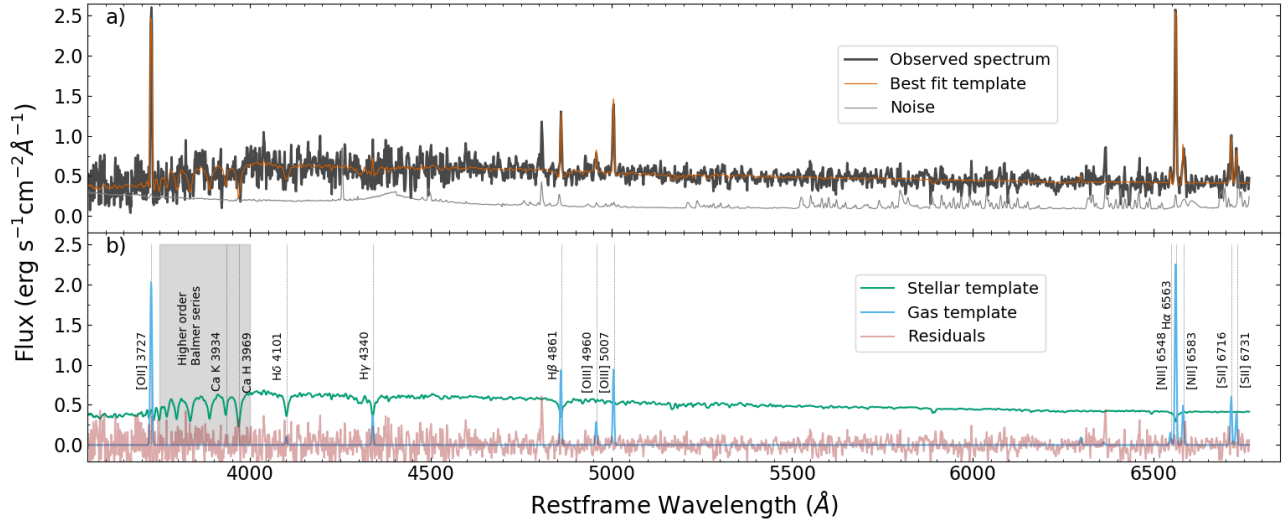 a)
2.5
2.0
1.5
1.0
0.5
0.0
Observed spectrum
Best fit template
Noise
Flux (erg s⁻¹cm⁻²Å⁻¹)
b)
2.5
2.0
1.5
1.0
0.5
0.0
[OII] 3727
Higher order
Balmer series
Ca K 3934
Ca H 3969
Hδ 4101
Hγ 4340
Hβ 4861
[OIII] 4960
[OIII] 5007
[NII] 6548
Hα 6563
[NII] 6583
[SII] 6716
[SII] 6731
Stellar template
Gas template
Residuals
4000
4500
5000
5500
6000
6500
Restframe Wavelength (Å)